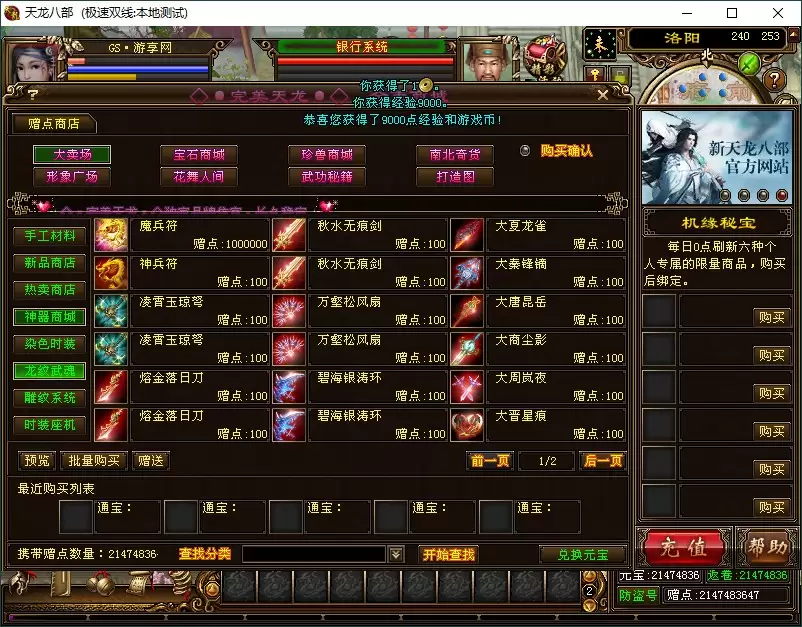 天龙八部 (极速双线:本地测试)
GS·游享网
银行系统
未
洛阳 240 253
北
你获得了1。
你获得经验9000。
恭喜您获得了9000点经验和游戏币!
? 完美天龙
赠点商店
大卖场 宝石商城 珍兽商城 南北奇货 购买确认
形象广场 花舞人间 武功秘籍 打造图
新天龙八部
官方网站
机缘秘宝
每日0点刷新六种个
人专属的限量商品,购买
后绑定。
手工材料
新品商店
热卖商店
神器商城
染色时装
龙纹武魂
雕纹系统
时装座机
魔兵符 秋水无痕剑 大夏龙雀
赠点:1000000 赠点:100 赠点:100
神兵符 秋水无痕剑 大秦锋镝
赠点:100 赠点:100 赠点:100
凌霄玉琼弩 万壑松风扇 大唐昆岳
赠点:100 赠点:100 赠点:100
凌霄玉琼弩 万壑松风扇 大商尘影
赠点:100 赠点:100 赠点:100
熔金落日刀 碧海银涛环 大周岚夜
赠点:100 赠点:100 赠点:100
熔金落日刀 碧海银涛环 大晋星痕
赠点:100 赠点:100 赠点:100
购买
购买
购买
购买
购买
购买
预览 批量购买 赠送 前一页 1/2 后一页
最近购买列表
通宝: 通宝: 通宝: 通宝: 通宝:
携带赠点数量:21474836 查找分类 开始查找 兑换元宝
充值 帮助
元宝:21474836 返卷:21474836
防盗号 赠点:2147483647
2